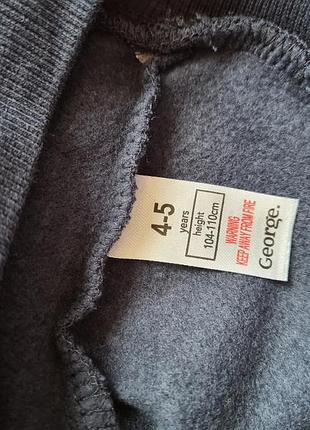 4-5
years
height
104-110cm
WARNING
KEEP AWAY FROM FIRE
George.